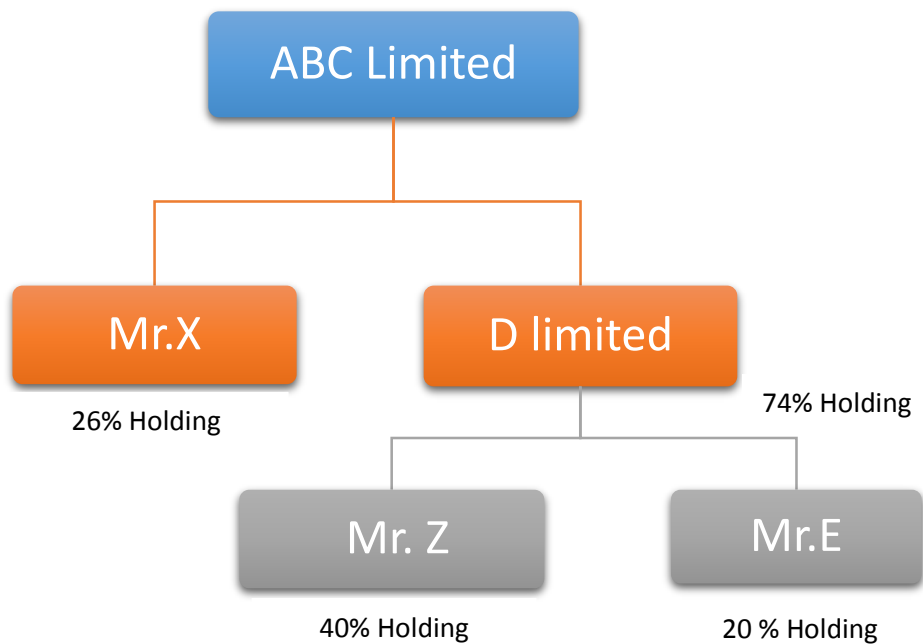 ABC Limited
Mr.X
D limited
26% Holding
74% Holding
Mr. Z
Mr.E
40% Holding
20 % Holding